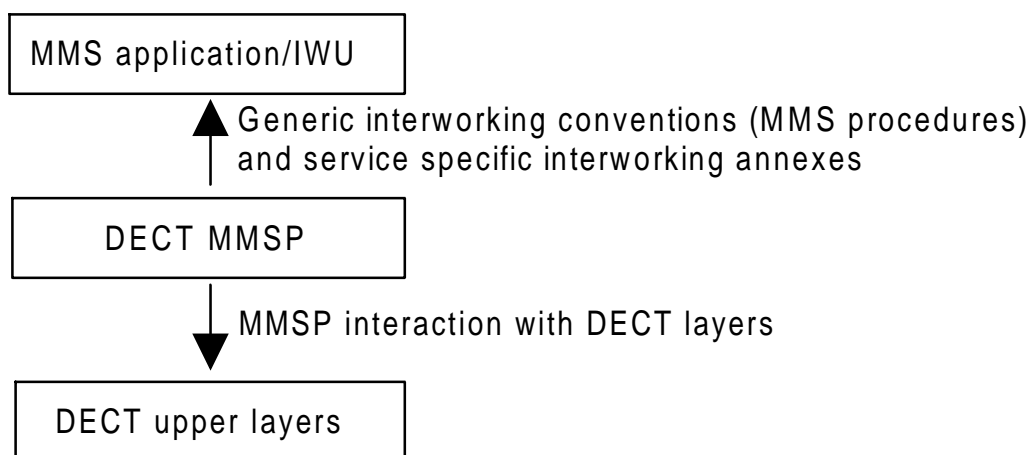 MMS application/IWU
Generic interworking conventions (MMS procedures)
and service specific interworking annexes
DECT MMSP
MMSP interaction with DECT layers
DECT upper layers